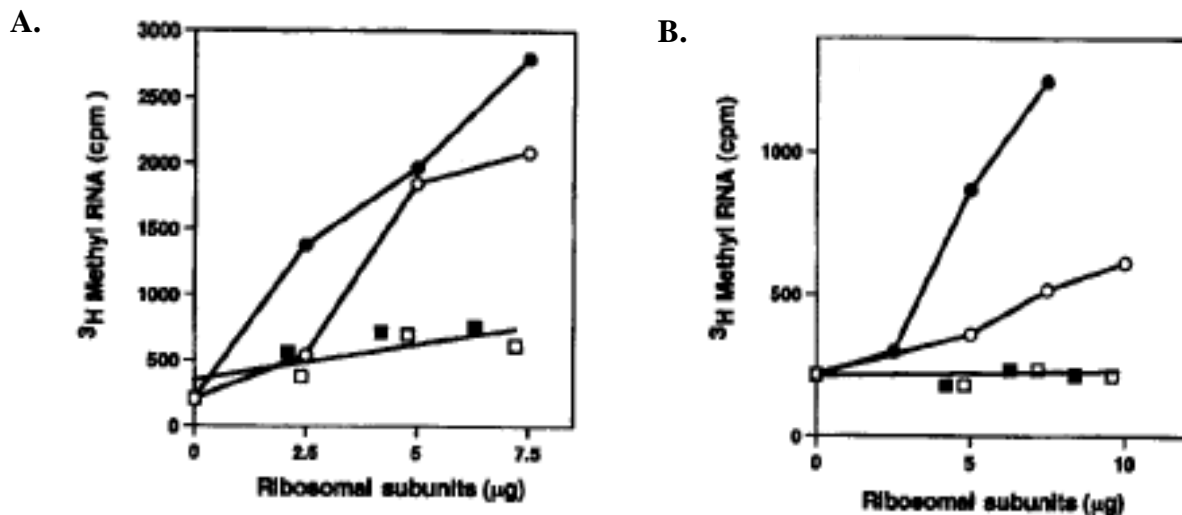 A.
3000
2500
2000
1500
1000
500
0
³H Methyl RNA (cpm)
0 2.5 5 7.5
Ribosomal subunits (μg)
B.
1000
500
0
³H Methyl RNA (cpm)
0 5 10
Ribosomal subunits (μg)